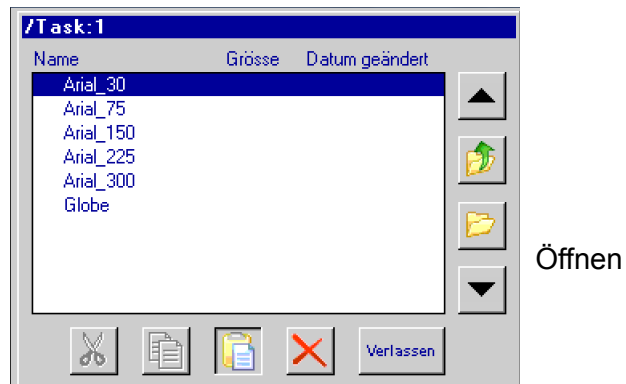 /Task:1
Name Grösse Datum geändert
Arial_30
Arial_75
Arial_150
Arial_225
Arial_300
Globe
Öffnen
Verlassen